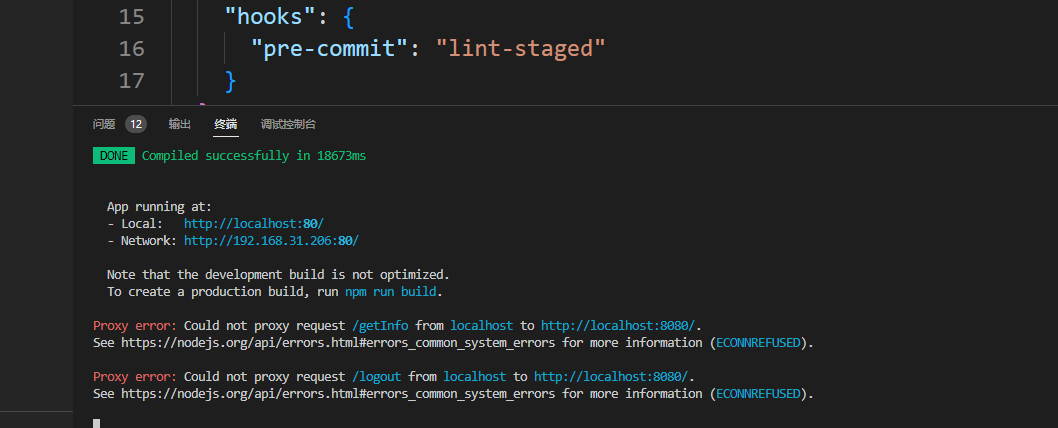 15 "hooks": {
16 "pre-commit": "lint-staged"
17 }
问题 12 输出 终端 调试控制台
DONE Compiled successfully in 18673ms
App running at:
- Local: http://localhost:80/
- Network: http://192.168.31.206:80/
Note that the development build is not optimized.
To create a production build, run npm run build.
Proxy error: Could not proxy request /getInfo from localhost to http://localhost:8080/.
See https://nodejs.org/api/errors.html#errors_common_system_errors for more information (ECONNREFUSED).
Proxy error: Could not proxy request /logout from localhost to http://localhost:8080/.
See https://nodejs.org/api/errors.html#errors_common_system_errors for more information (ECONNREFUSED).